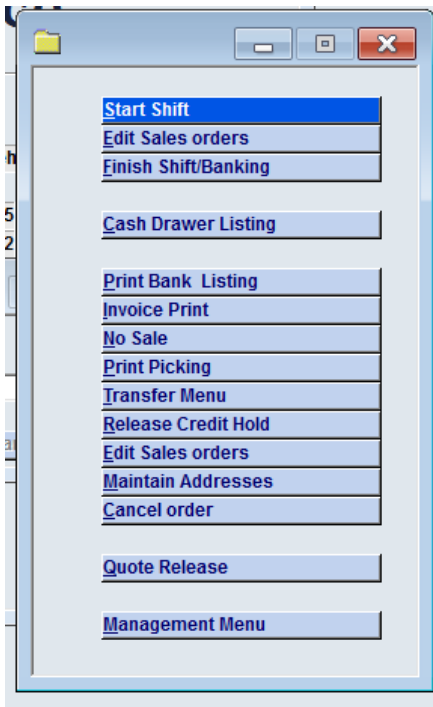 Start Shift
Edit Sales orders
Finish Shift/Banking
Cash Drawer Listing
Print Bank  Listing
Invoice Print
No Sale
Print Picking
Transfer Menu
Release Credit Hold
Edit Sales orders
Maintain Addresses
Cancel order
Quote Release
Management Menu